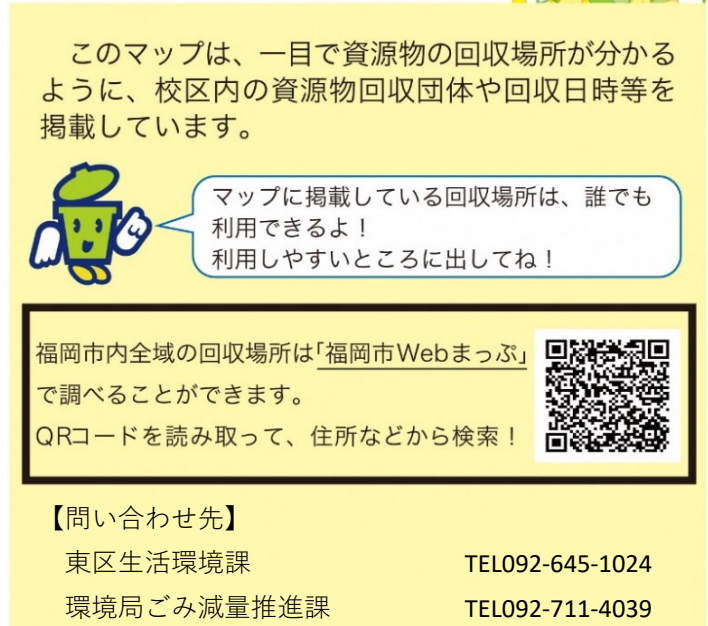 このマップは、一目で資源物の回収場所が分かる
ように、校区内の資源物回収団体や回収日時等を
掲載しています。
マップに掲載している回収場所は、誰でも
利用できるよ！
利用しやすいところに出してね！
福岡市内全域の回収場所は｢福岡市Webまっぷ｣
で調べることができます。
QRコードを読み取って、住所などから検索！
【問い合わせ先】
東区生活環境課 TEL092-645-1024
環境局ごみ減量推進課 TEL092-711-4039